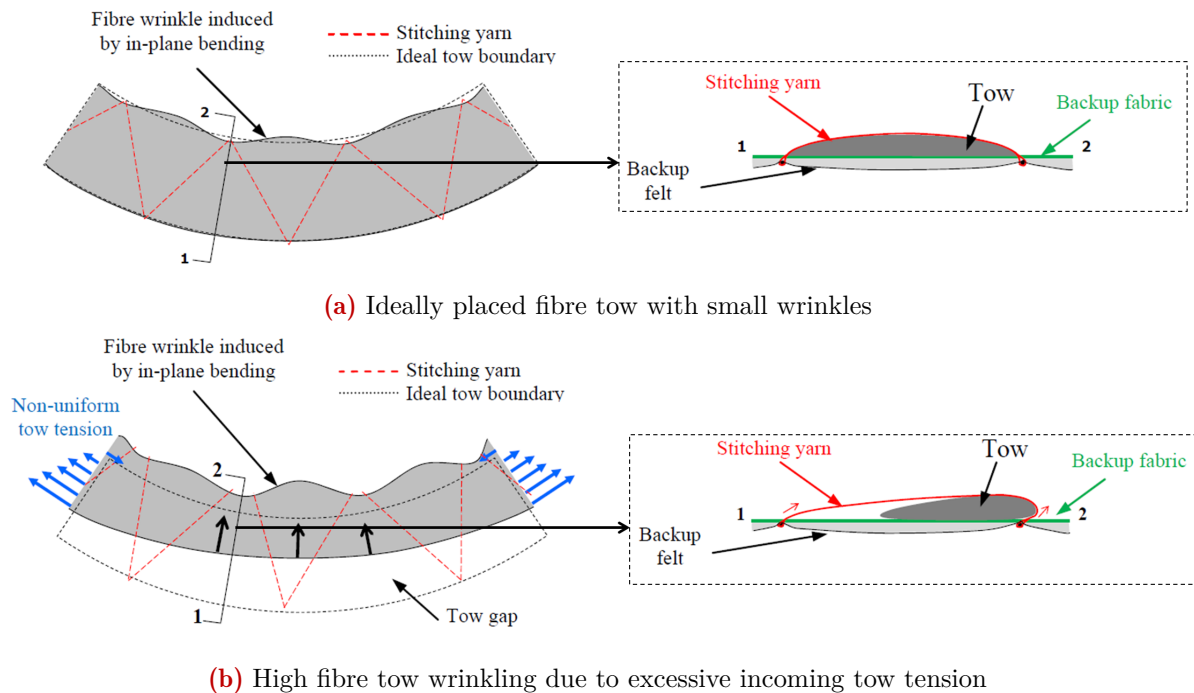 Fibre wrinkle induced
by in-plane bending
Stitching yarn
Ideal tow boundary
2
1
Stitching yarn
Tow
Backup fabric
1
2
Backup
felt
(a) Ideally placed fibre tow with small wrinkles
Fibre wrinkle induced
by in-plane bending
Stitching yarn
Ideal tow boundary
Non-uniform
tow tension
2
1
Tow gap
Stitching yarn
Tow
Backup fabric
1
2
Backup
felt
(b) High fibre tow wrinkling due to excessive incoming tow tension